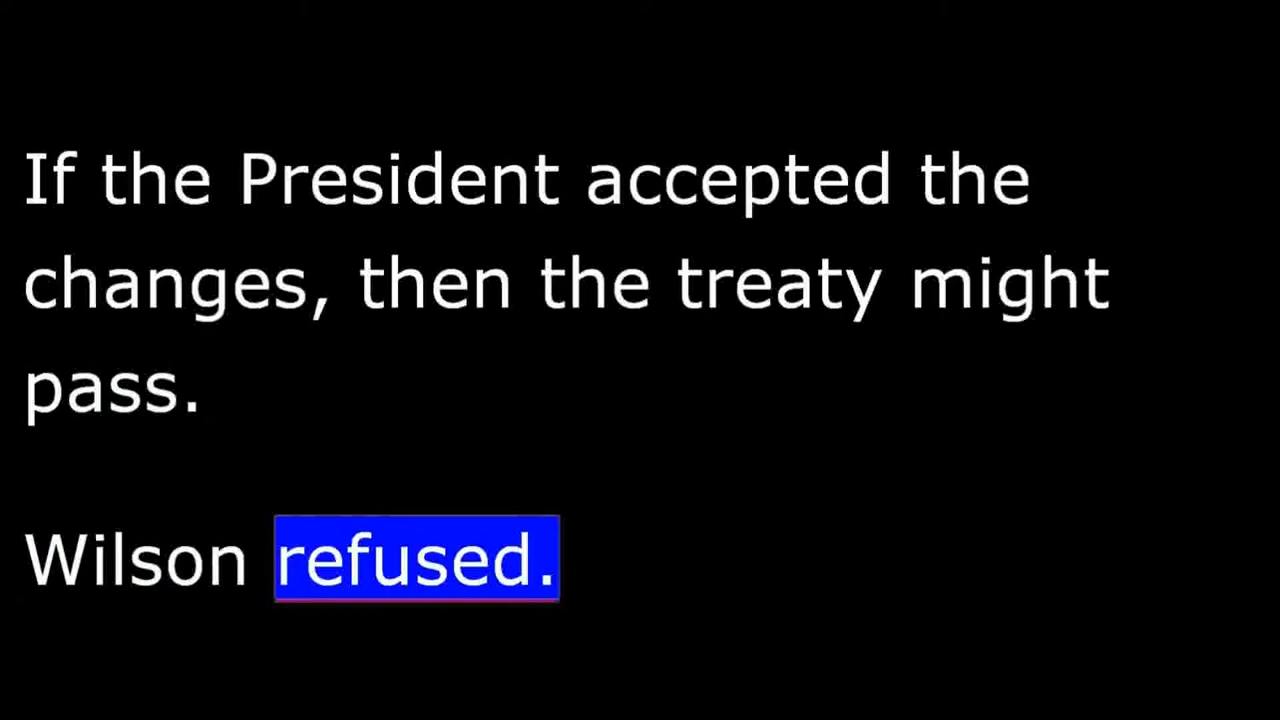 If the President accepted the
changes, then the treaty might
pass.
Wilson refused.